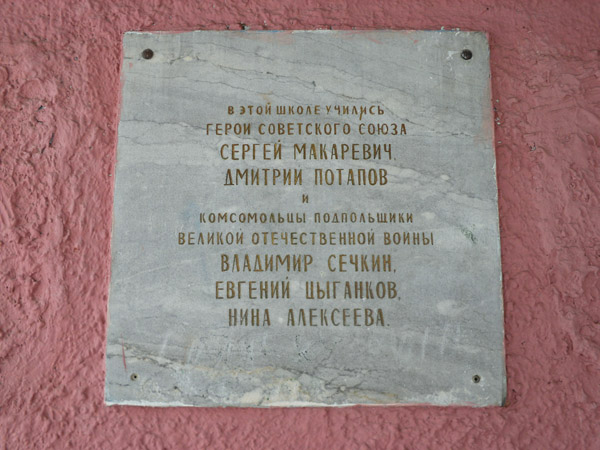 В ЭТОЙ ШКОЛЕ УЧИЛИСЬ
ГЕРОИ СОВЕТСКОГО СОЮЗА
СЕРГЕЙ МАКАРЕВИЧ,
ДМИТРИЙ ПОТАПОВ
И
КОМСОМОЛЬЦЫ ПОДПОЛЬЩИКИ
ВЕЛИКОЙ ОТЕЧЕСТВЕННОЙ ВОЙНЫ
ВЛАДИМИР СЕЧКИН,
ЕВГЕНИЙ ЦЫГАНКОВ,
НИНА АЛЕКСЕЕВА.